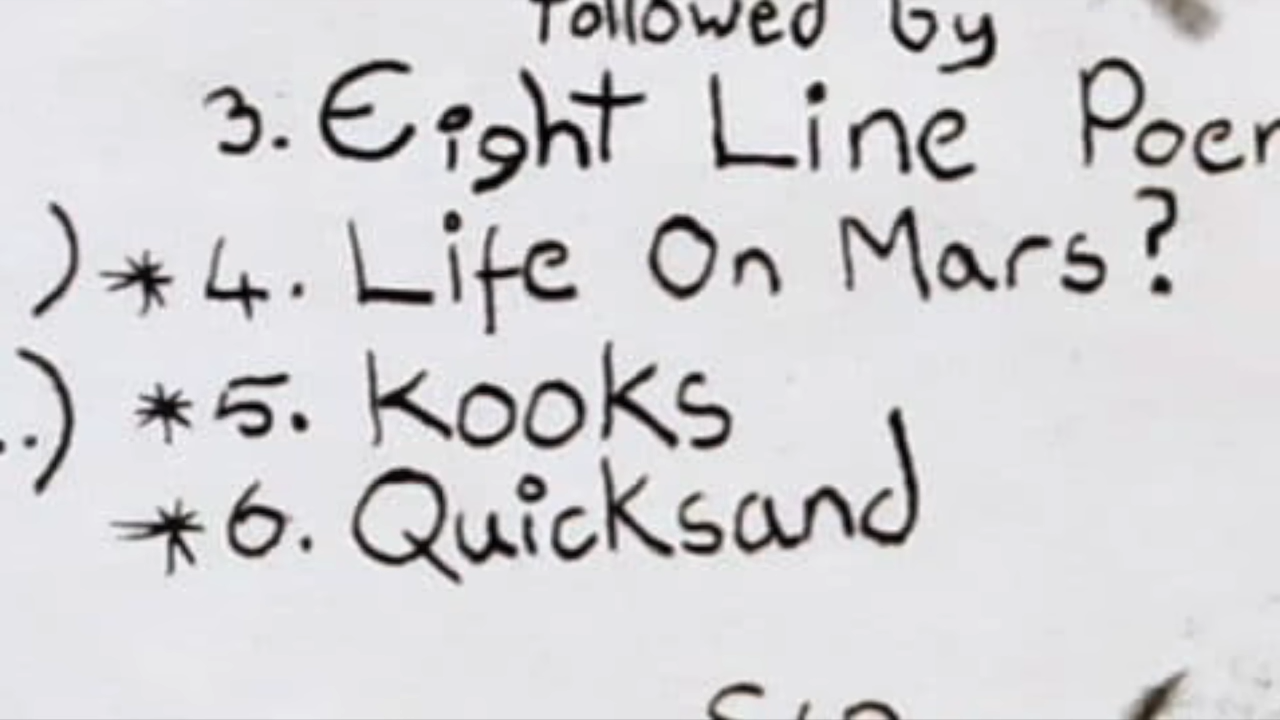 followed by
3. Eight Line Poem
) *4. Life On Mars?
..) *5. Kooks
*6. Quicksand